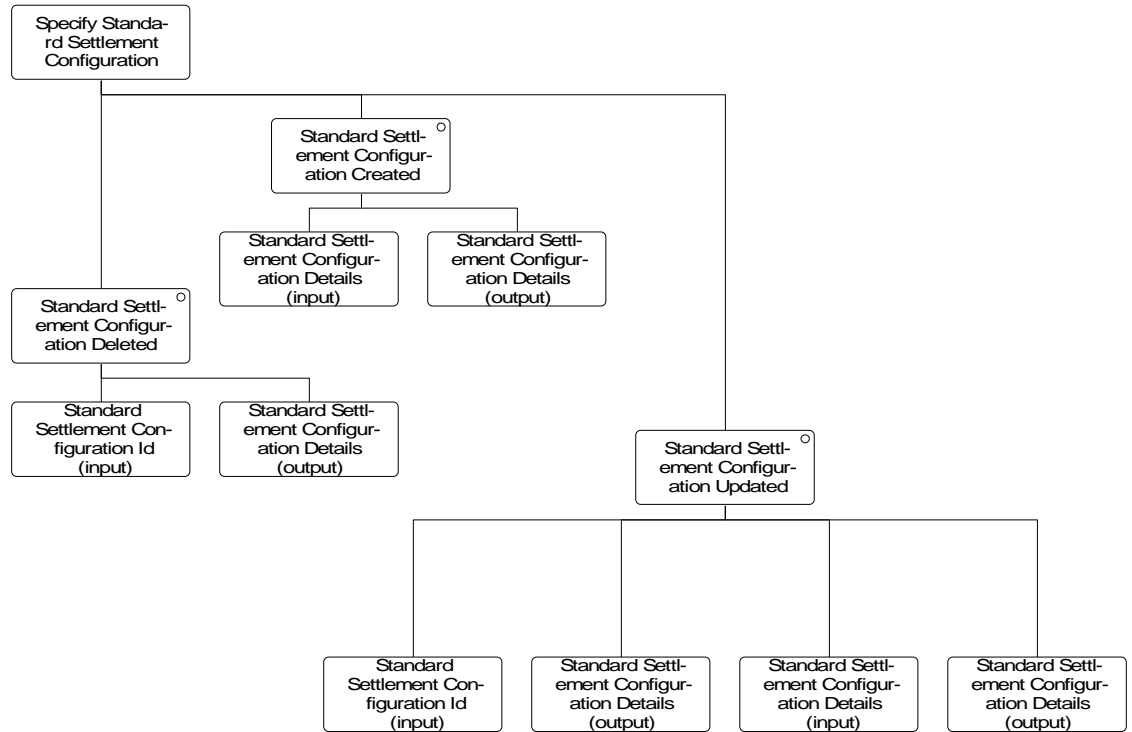 Specify Standa-
rd Settlement
Configuration
Standard Settl-
ement Configur-
ation Created
Standard Settl-
ement Configur-
ation Details
(input)
Standard Settl-
ement Configur-
ation Details
(output)
Standard Settl-
ement Configur-
ation Deleted
Standard
Settlement Con-
figuration Id
(input)
Standard Settl-
ement Configur-
ation Details
(output)
Standard Settl-
ement Configur-
ation Updated
Standard
Settlement Con-
figuration Id
(input)
Standard Settl-
ement Configur-
ation Details
(output)
Standard Settl-
ement Configur-
ation Details
(input)
Standard Settl-
ement Configur-
ation Details
(output)